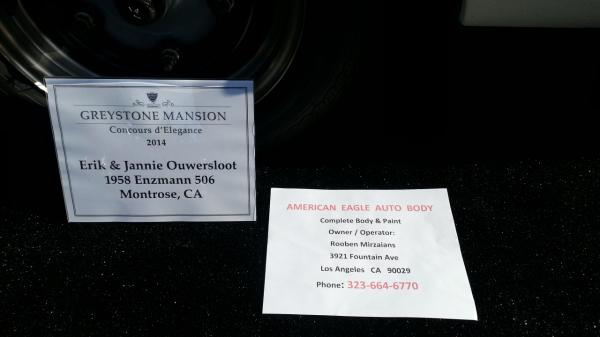 GREYSTONE MANSION
Concours d'Elegance
2014
Erik & Jannie Ouwersloot
1958 Enzmann 506
Montrose, CA
AMERICAN EAGLE AUTO BODY
Complete Body & Paint
Owner / Operator:
Rooben Mirzaians
3921 Fountain Ave
Los Angeles CA 90029
Phone: 323-664-6770